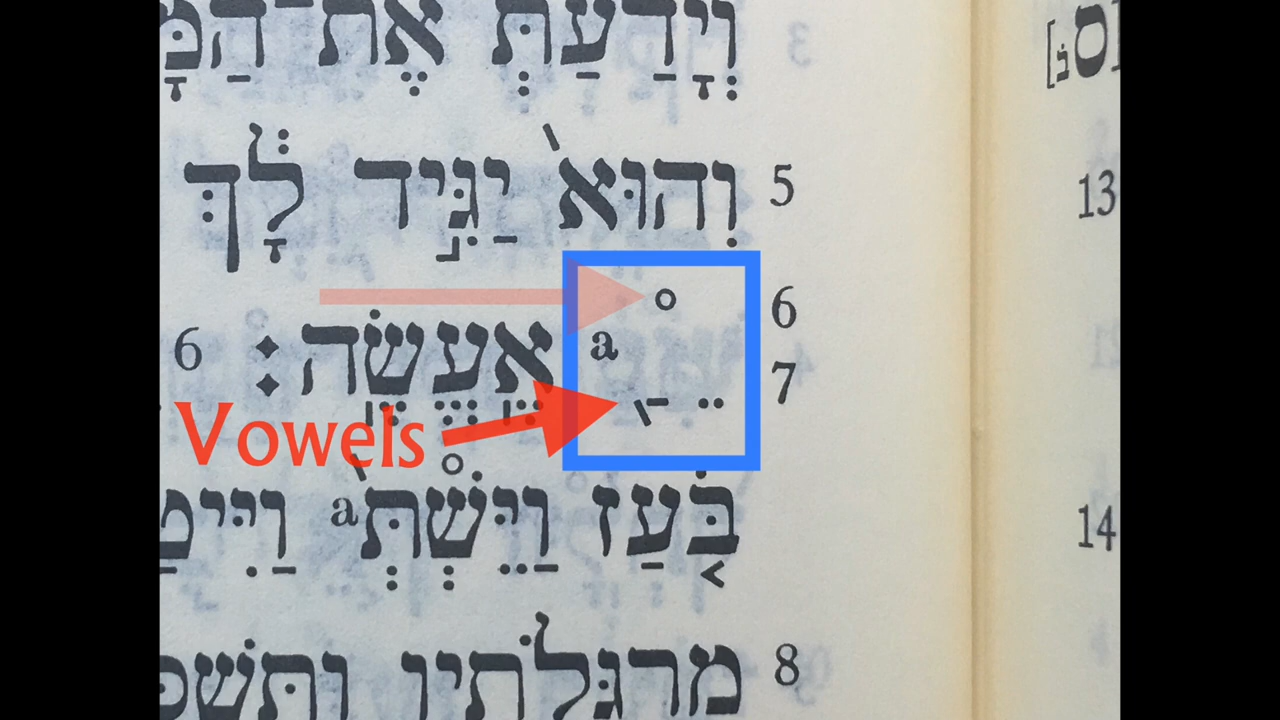 וְיָדַעַתְּ אֶת־הַמָּ
5 וְהוּא֙ יַגִּ֣יד לָ֔ךְ
6
7 a אֶֽעֱשֶֽׂה׃ 6
Vowels
בֹּ֤עַז וַיֵּשְׁתְּ֙ a
8 מַרְגְּלֹתָ֖יו
13
14